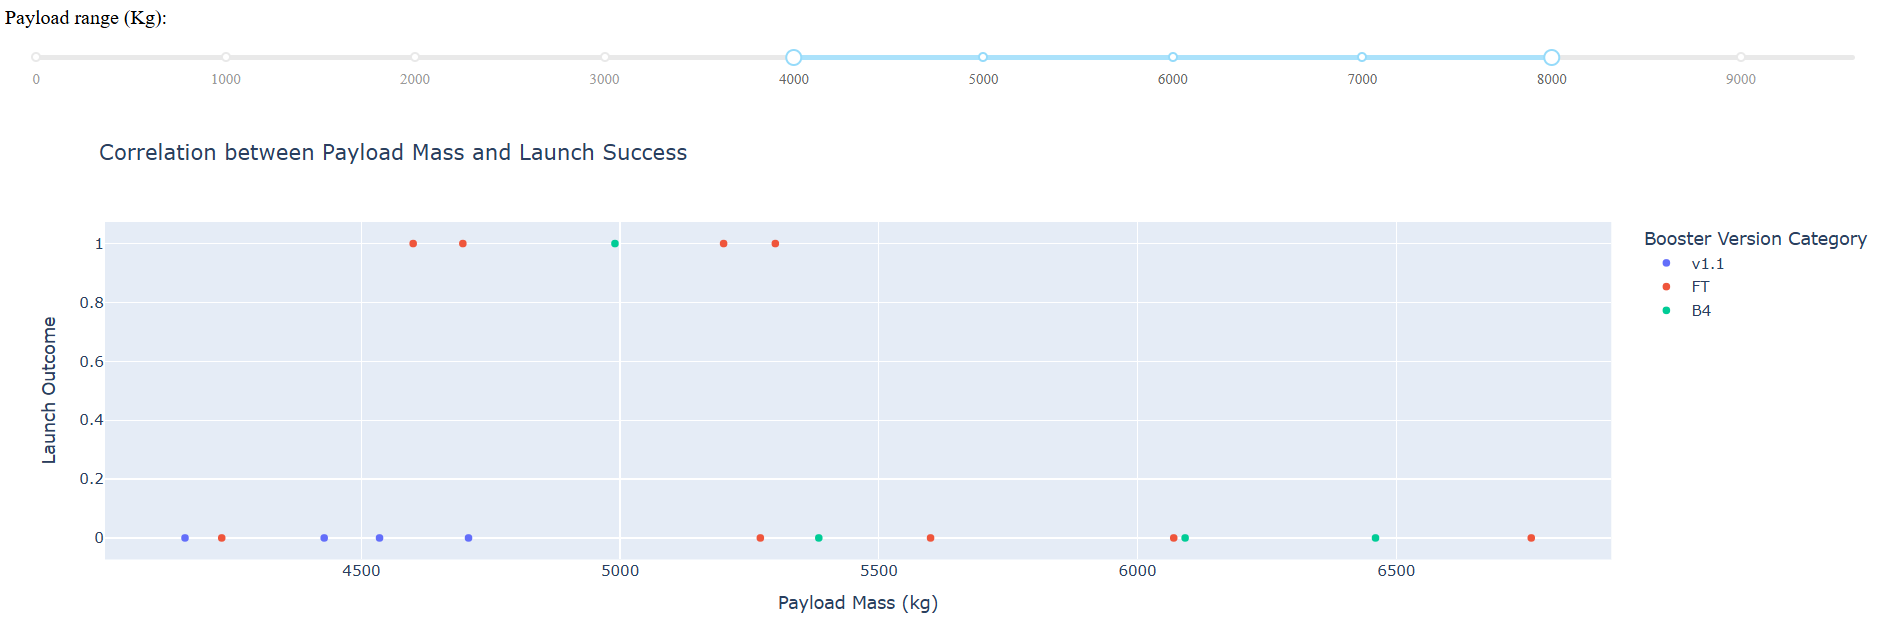 Payload range (Kg):
0 1000 2000 3000 4000 5000 6000 7000 8000 9000
Correlation between Payload Mass and Launch Success
Booster Version Category
v1.1
FT
B4
Launch Outcome
1
0.8
0.6
0.4
0.2
0
4500 5000 5500 6000 6500
Payload Mass (kg)